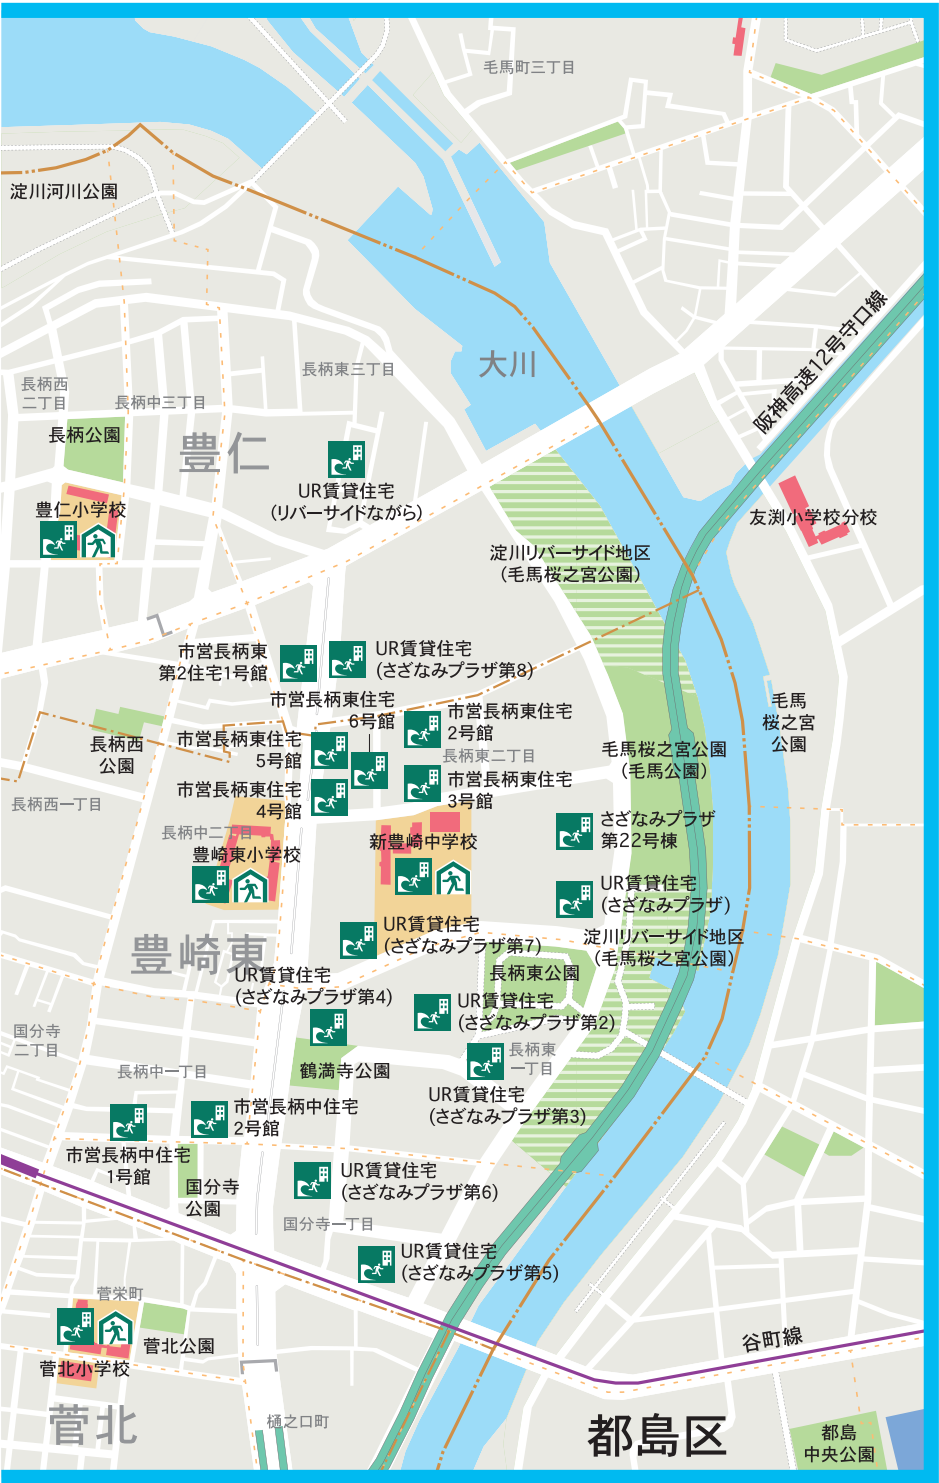 毛馬町三丁目
淀川河川公園
阪神高速12号守口線
大川
長柄東三丁目
長柄西
二丁目
長柄中三丁目
長柄公園
豊仁
UR賃貸住宅
(リバーサイドながら)
豊仁小学校
友渕小学校分校
淀川リバーサイド地区
(毛馬桜之宮公園)
市営長柄東
第2住宅1号館
UR賃貸住宅
(さざなみプラザ第8)
市営長柄東住宅
6号館
市営長柄東住宅
2号館
毛馬
桜之宮
公園
長柄西
公園
市営長柄東住宅
5号館
長柄東二丁目
毛馬桜之宮公園
(毛馬公園)
市営長柄東住宅
4号館
市営長柄東住宅
3号館
長柄西一丁目
長柄中二丁目
豊崎東小学校
新豊崎中学校
さざなみプラザ
第22号棟
UR賃貸住宅
(さざなみプラザ)
UR賃貸住宅
(さざなみプラザ第7)
淀川リバーサイド地区
(毛馬桜之宮公園)
豊崎東
UR賃貸住宅
(さざなみプラザ第4)
長柄東公園
UR賃貸住宅
(さざなみプラザ第2)
国分寺
二丁目
長柄東
一丁目
鶴満寺公園
長柄中一丁目
UR賃貸住宅
(さざなみプラザ第3)
市営長柄中住宅
2号館
市営長柄中住宅
1号館
UR賃貸住宅
(さざなみプラザ第6)
国分寺
公園
国分寺一丁目
UR賃貸住宅
(さざなみプラザ第5)
菅栄町
菅北公園
谷町線
菅北小学校
菅北
樋之口町
都島区
都島
中央公園